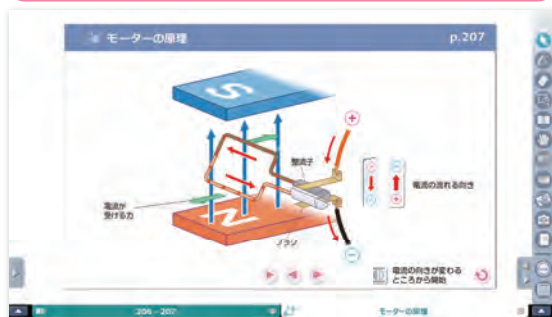 モーターの原理
p.207
S
整流子
電流が
受ける力
電流の流れる向き
N
ブラシ
電流の向きが変わる
ところから開始
206-207
モーターの原理